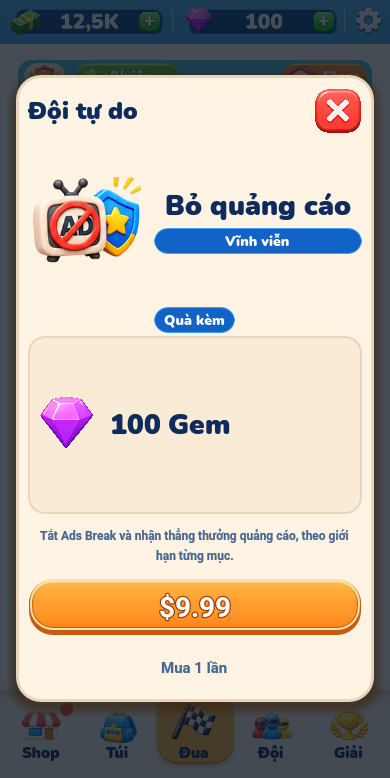 12,5K
100
Đội tự do
AD
Bỏ quảng cáo
Vĩnh viễn
Quà kèm
100 Gem
Tắt Ads Break và nhận thẳng thưởng quảng cáo, theo giới
hạn từng mục.
$9.99
Mua 1 lần
Shop
Túi
Đua
Đội
Giải